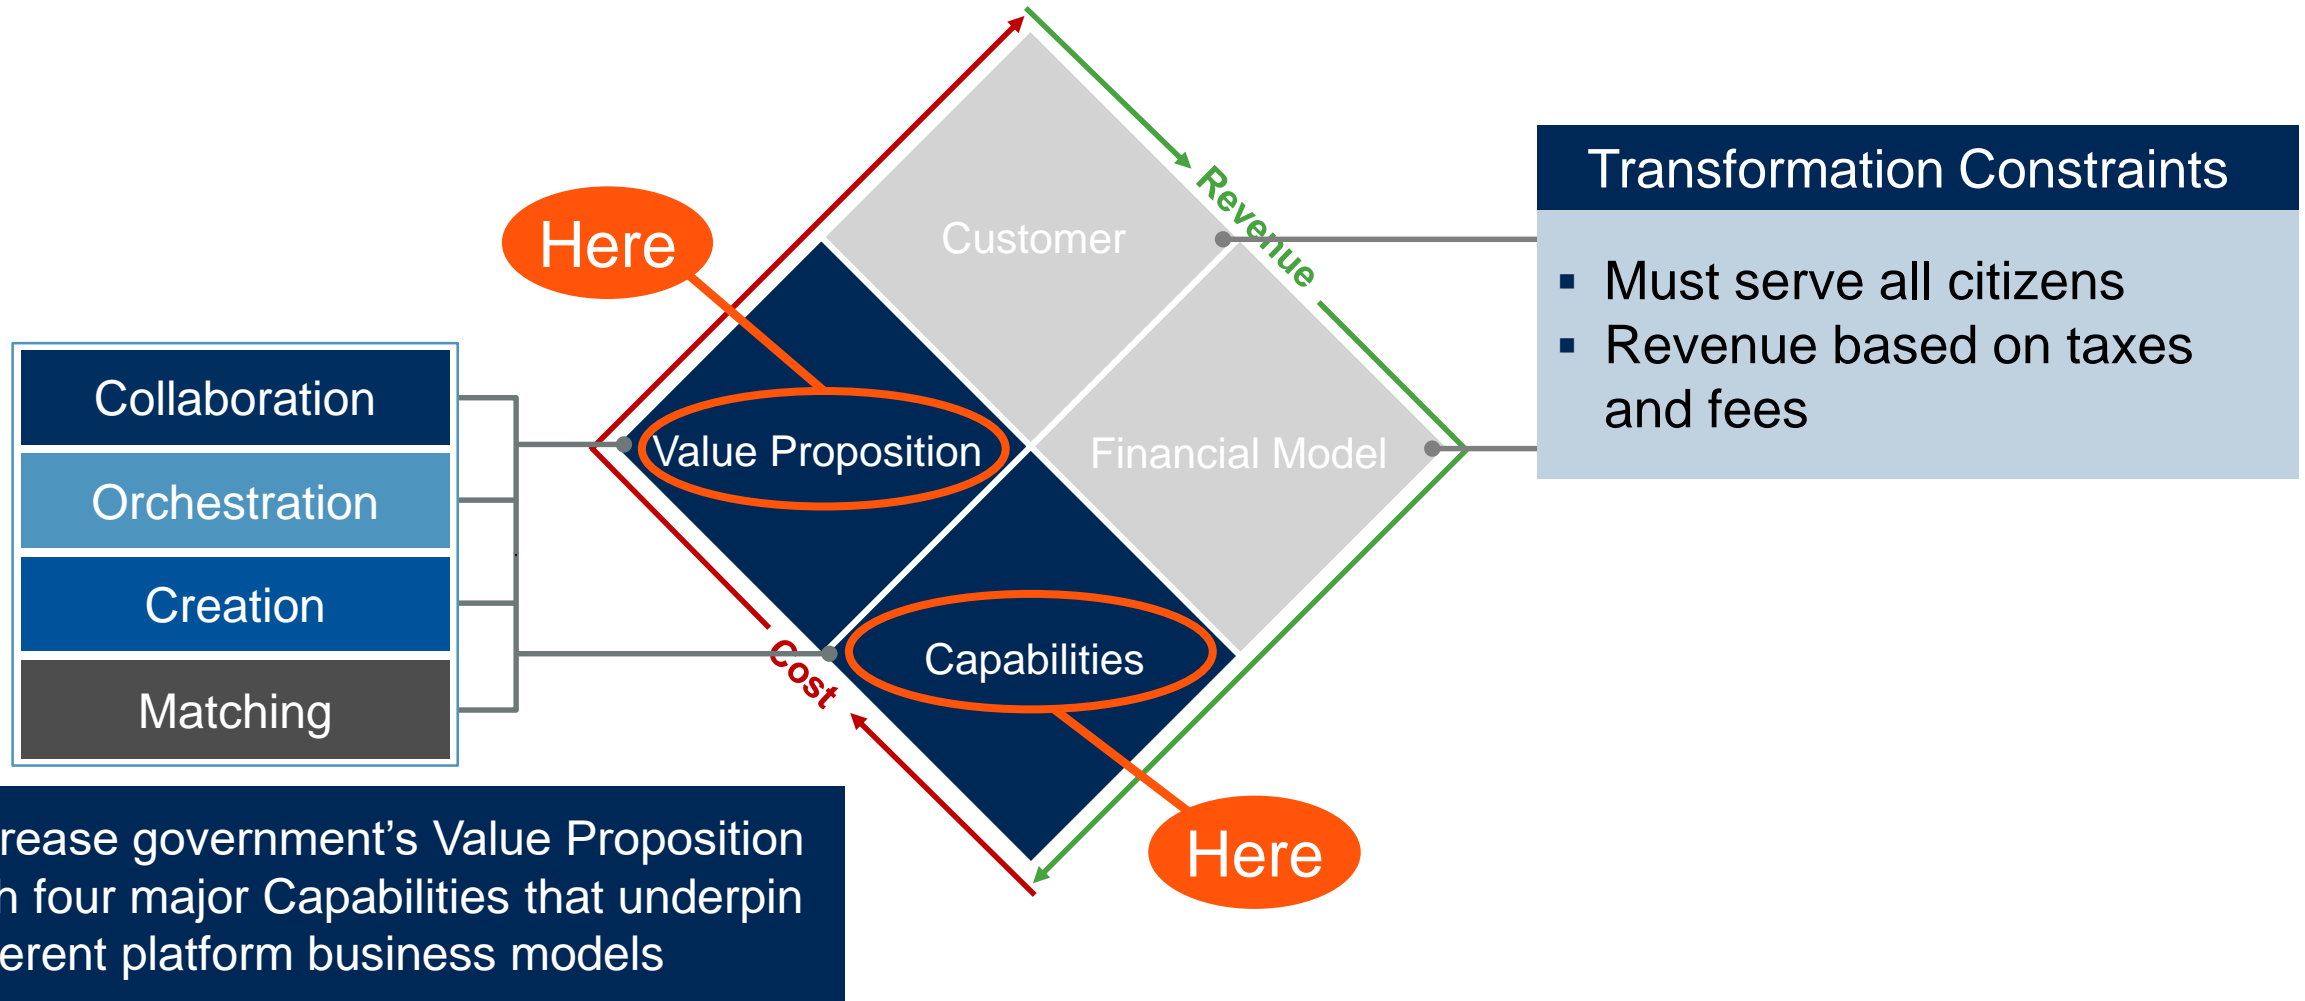 Revenue
Transformation Constraints
Customer
Here
▪ Must serve all citizens
▪ Revenue based on taxes
and fees
Collaboration
Value Proposition
Financial Model
Orchestration
Creation
Capabilities
Cost
Matching
rease government's Value Proposition
h four major Capabilities that underpin
erent platform business models
Here